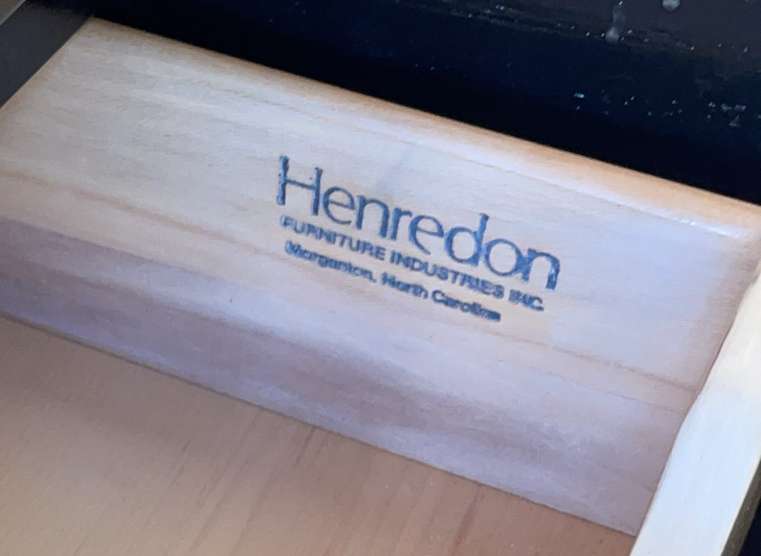 Henredon
FURNITURE INDUSTRIES INC.
Morganton, North Carolina